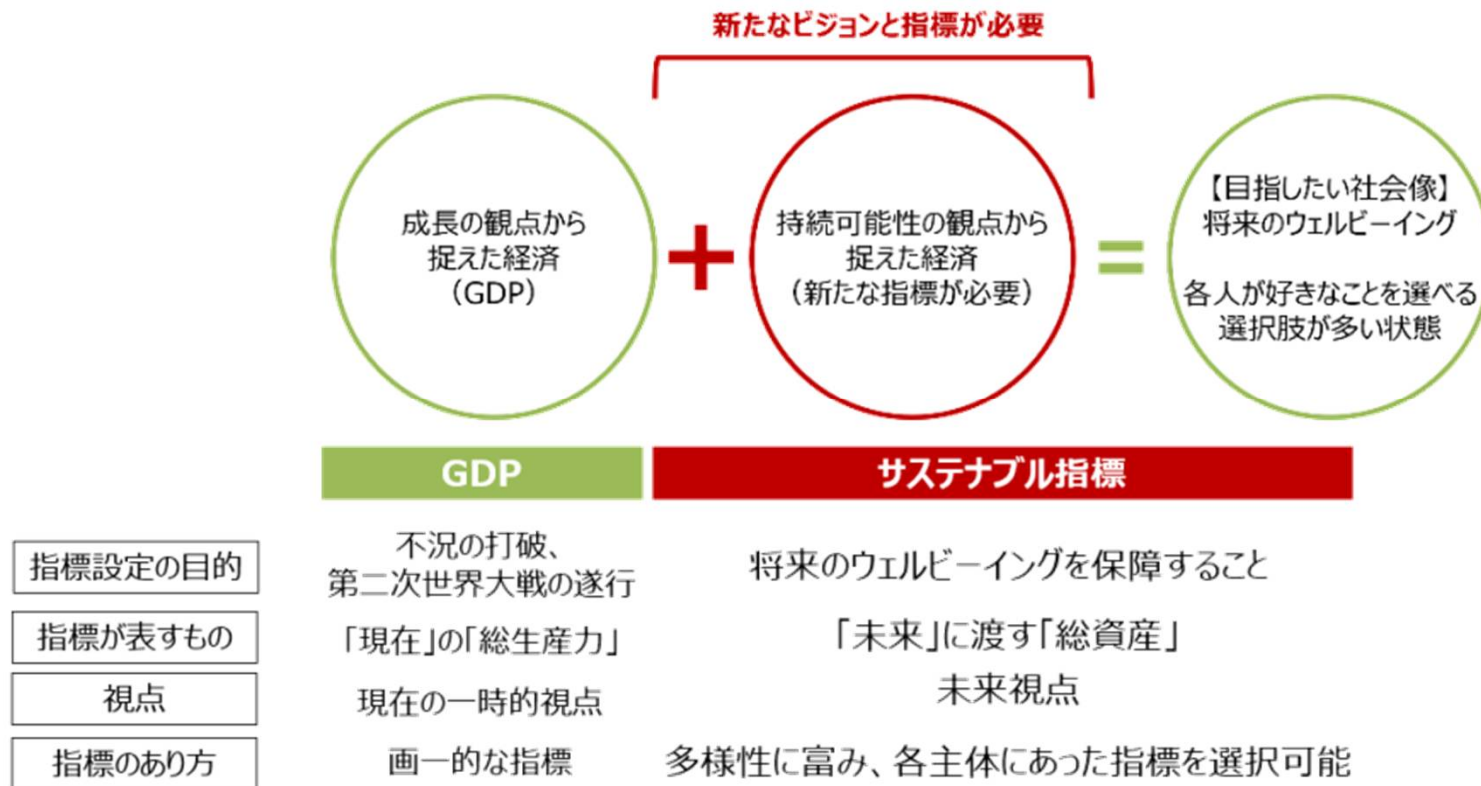 新たなビジョンと指標が必要
成長の観点から
捉えた経済
（GDP）
+
持続可能性の観点から
捉えた経済
（新たな指標が必要）
=
【目指したい社会像】
将来のウェルビーイング
各人が好きなことを選べる
選択肢が多い状態
GDP
サステナブル指標
指標設定の目的
不況の打破、
第二次世界大戦の遂行
将来のウェルビーイングを保障すること
指標が表すもの
「現在」の「総生産力」
「未来」に渡す「総資産」
視点
現在の一時的視点
未来視点
指標のあり方
画一的な指標
多様性に富み、各主体にあった指標を選択可能